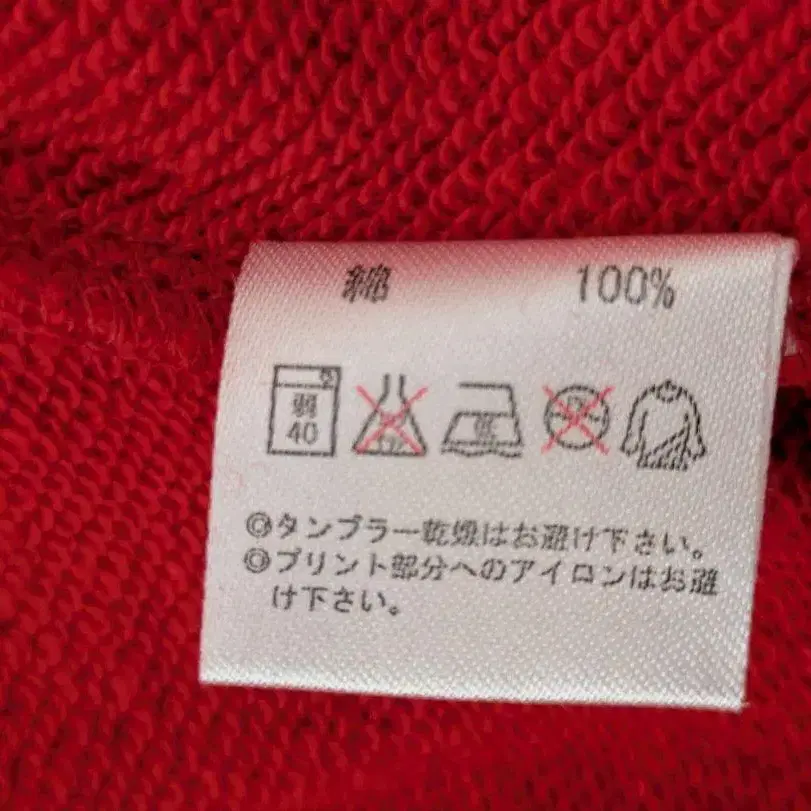 綿 100%
弱
40
◎タンブラー乾燥はお避け下さい。
◎プリント部分へのアイロンはお避
け下さい。